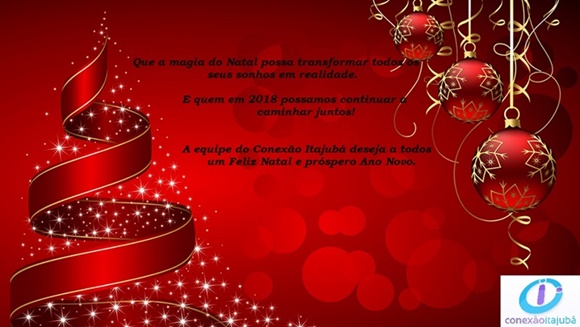 Que a magia do Natal possa transformar todos os
seus sonhos em realidade.
E quem em 2018 possamos continuar a
caminhar juntos!
A equipe do Conexão Itajubá deseja a todos
um Feliz Natal e próspero Ano Novo.
conexãoitajubá